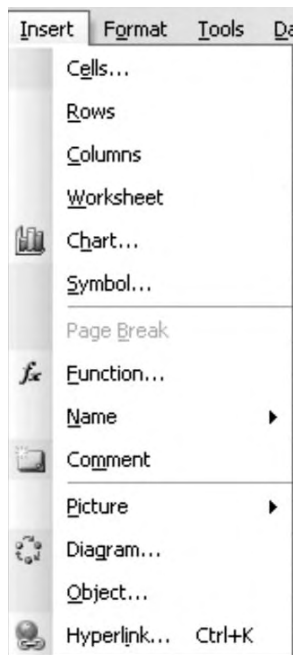 Insert Format Tools
Cells...
Rows
Columns
Worksheet
Chart...
Symbol...
Page Break
fx Function...
Name
Comment
Picture
Diagram...
Object...
Hyperlink... Ctrl+K